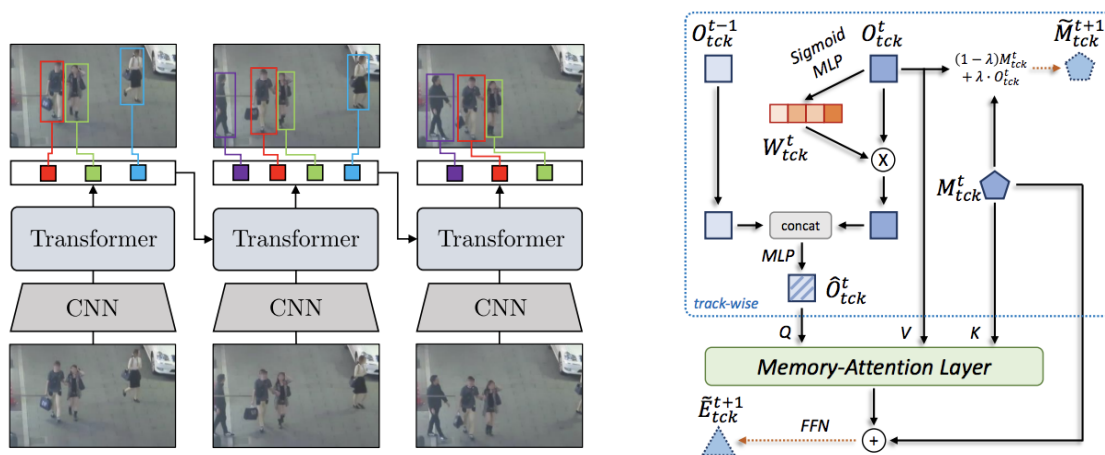 Transformer
Transformer
Transformer
CNN
CNN
CNN
O^{t-1}_{tck}
O^t_{tck}
M̃^{t+1}_{tck}
Sigmoid
MLP
(1 − λ)M^t_{tck}
+ λ · O^t_{tck}
W^t_{tck}
X
M^t_{tck}
concat
MLP
Ô^t_{tck}
track-wise
Q
V
K
Memory-Attention Layer
Ẽ^{t+1}_{tck}
FFN
+